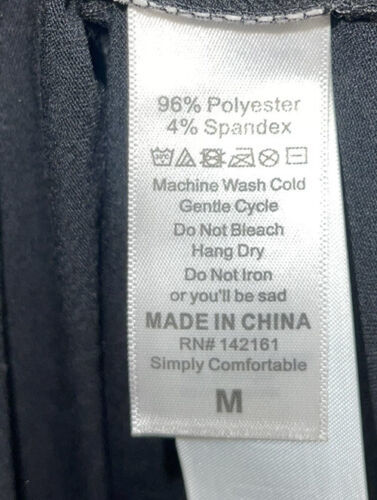 96% Polyester
4% Spandex
Machine Wash Cold
Gentle Cycle
Do Not Bleach
Hang Dry
Do Not Iron
or you'll be sad
MADE IN CHINA
RN# 142161
Simply Comfortable
M